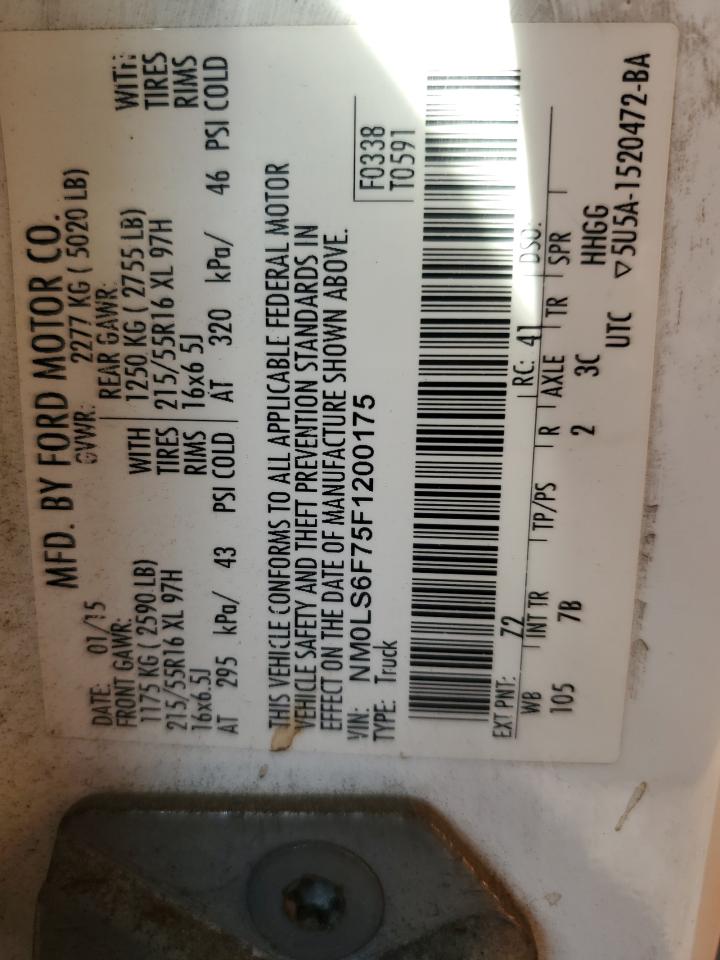 MFD. BY FORD MOTOR CO.
DATE: 01/15 GVWR: 2277 KG ( 5020 LB)
FRONT GAWR: REAR GAWR:
1175 KG ( 2590 LB) WITH 1250 KG ( 2755 LB) WITH
215/55R16 XL 97H TIRES 215/55R16 XL 97H TIRES
16x6.5J RIMS 16x6 5J RIMS
AT 295 kPa/ 43 PSI COLD AT 320 kPa/ 46 PSI COLD
THIS VEHICLE CONFORMS TO ALL APPLICABLE FEDERAL MOTOR
VEHICLE SAFETY AND THEFT PREVENTION STANDARDS IN
EFFECT ON THE DATE OF MANUFACTURE SHOWN ABOVE.
VIN: NM0LS6F75F1200175 F0338
TYPE: Truck T0591
EXT PNT: Z2 RC: 41 DSO:
WB INT TR TP/PS R AXLE TR SPR
105 7B 2 3C HHGG
UTC ▽5U5A-1520472-BA